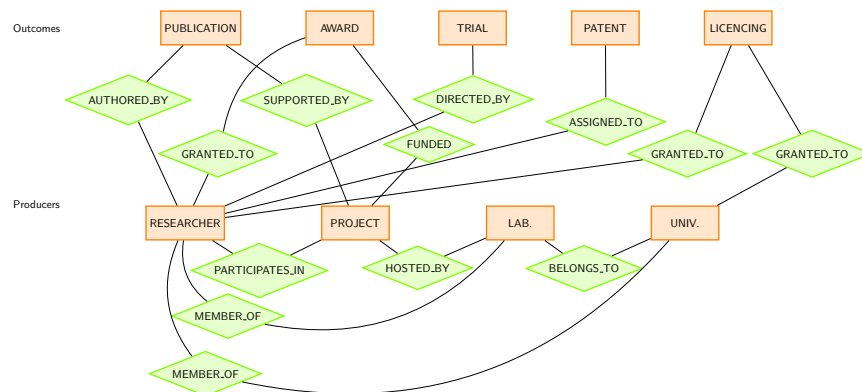 Outcomes
PUBLICATION
AWARD
TRIAL
PATENT
LICENCING
AUTHORED_BY
SUPPORTED_BY
DIRECTED_BY
ASSIGNED_TO
FUNDED
GRANTED_TO
GRANTED_TO
GRANTED_TO
Producers
RESEARCHER
PROJECT
LAB.
UNIV.
PARTICIPATES_IN
HOSTED_BY
BELONGS_TO
MEMBER_OF
MEMBER_OF